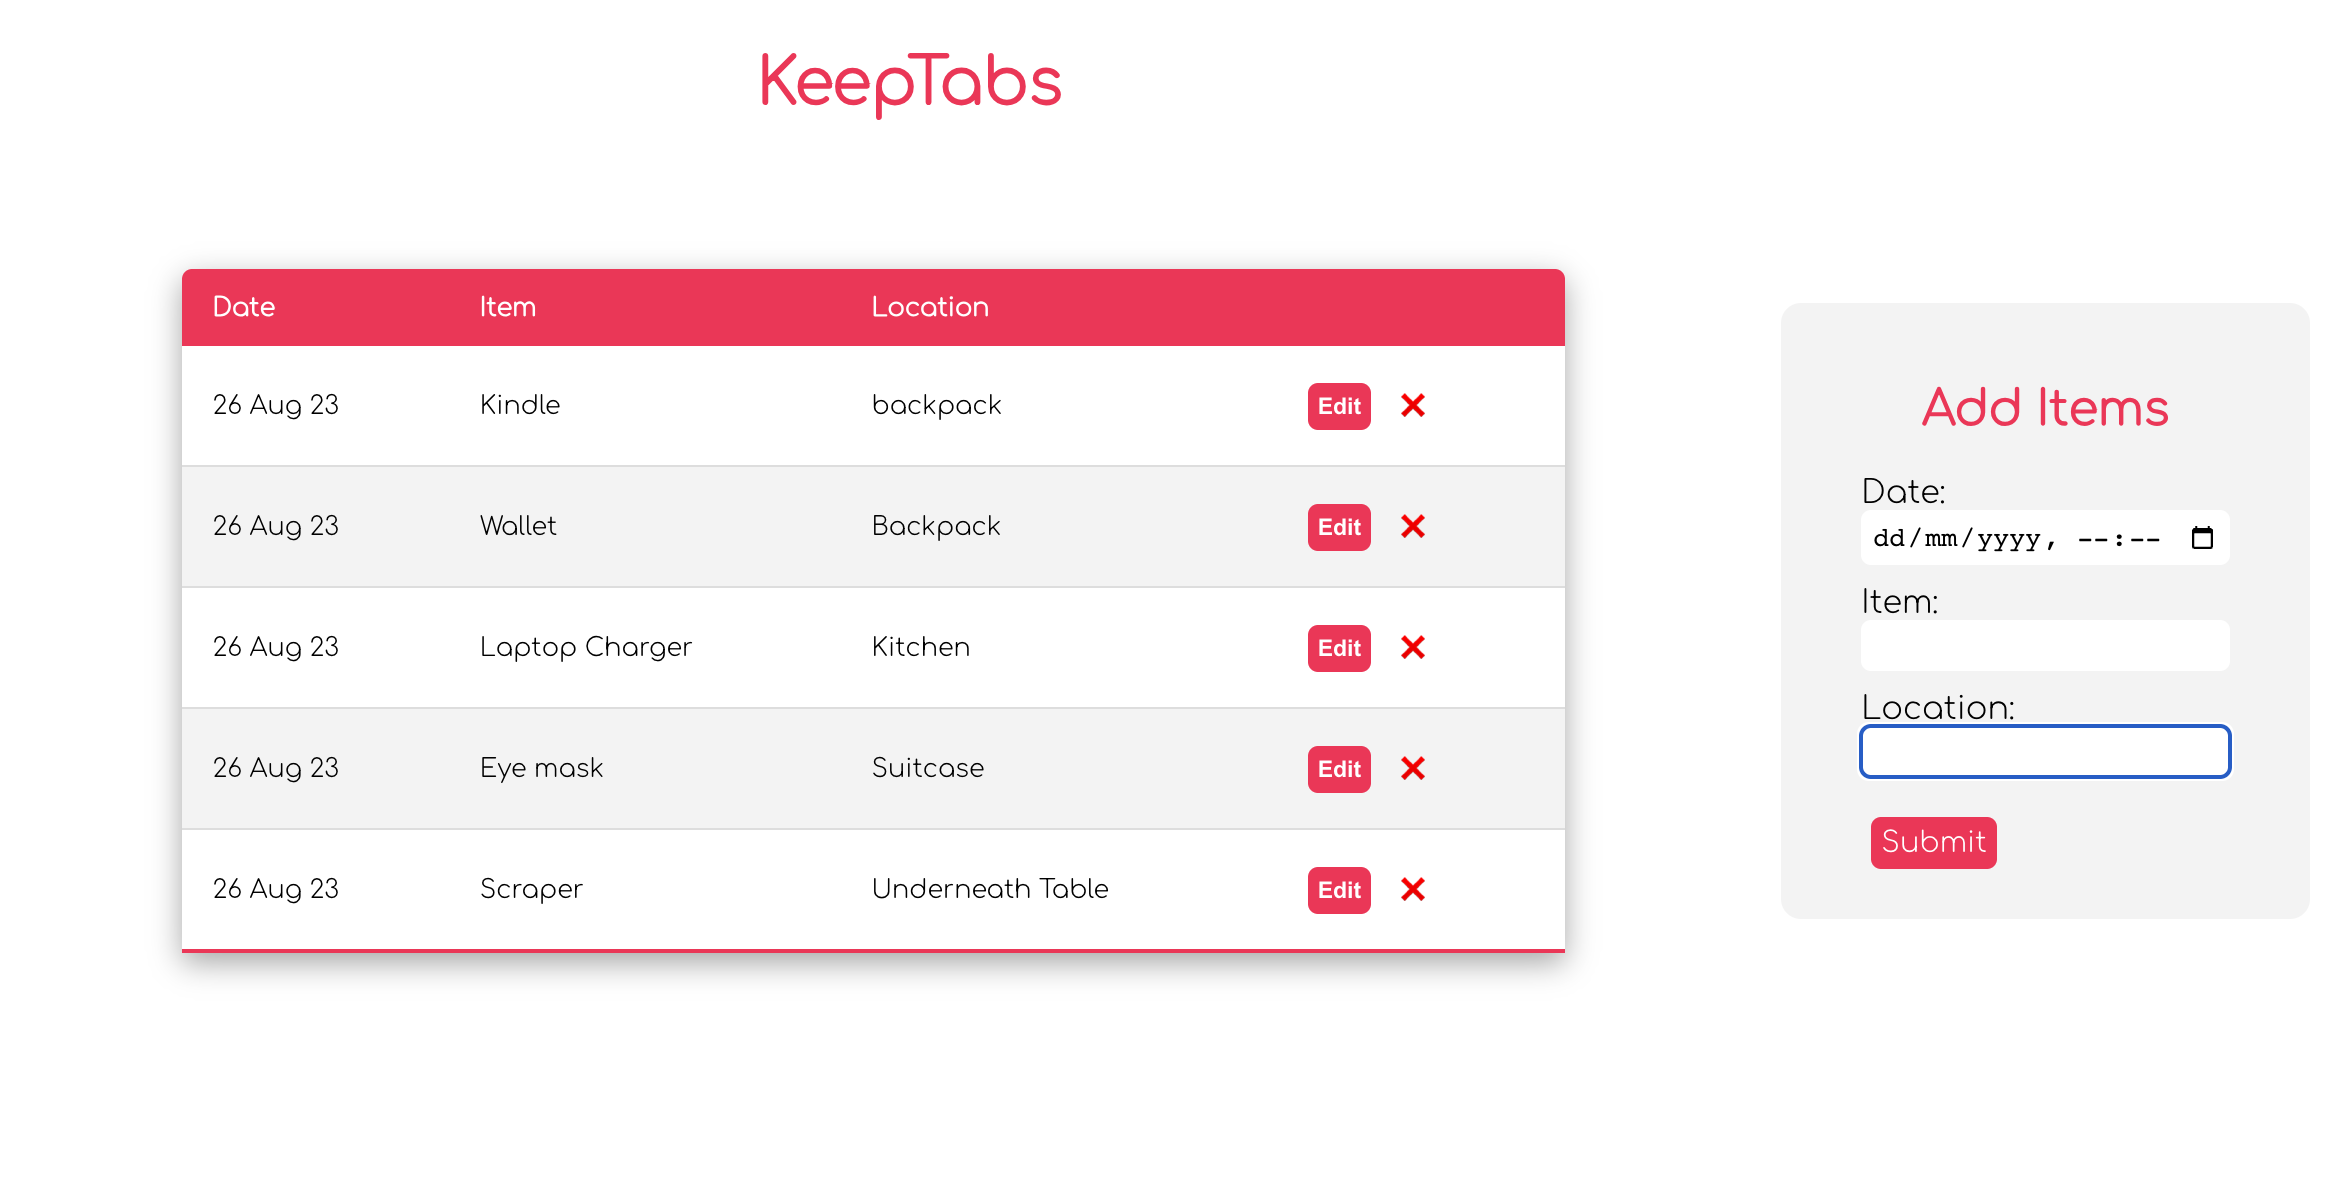 KeepTabs
Date Item Location
26 Aug 23 Kindle backpack Edit
26 Aug 23 Wallet Backpack Edit
26 Aug 23 Laptop Charger Kitchen Edit
26 Aug 23 Eye mask Suitcase Edit
26 Aug 23 Scraper Underneath Table Edit
Add Items
Date:
dd/mm/yyyy, --:--
Item:
Location:
Submit